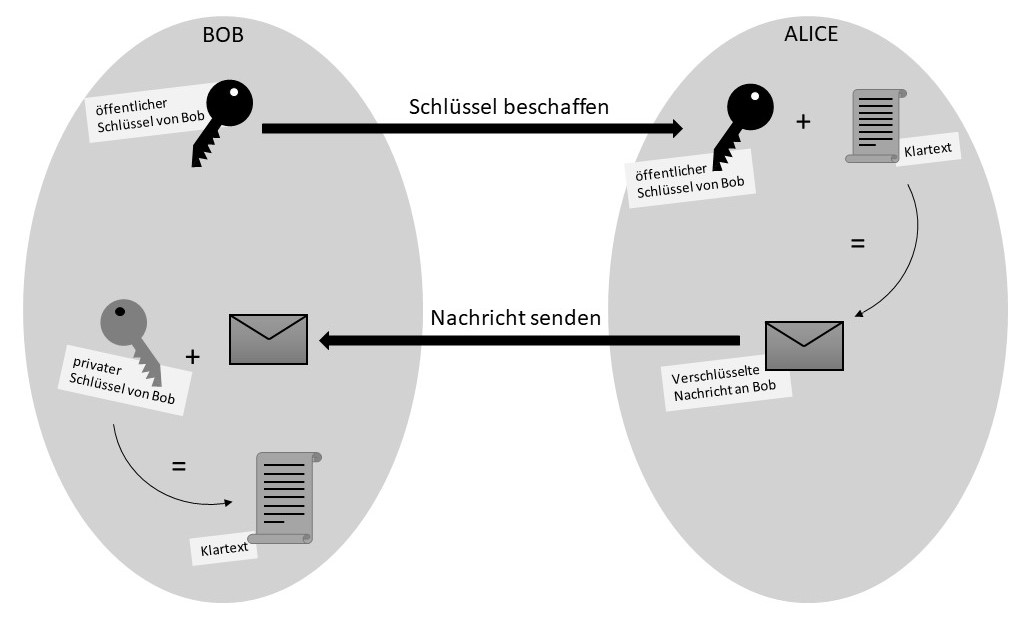 BOB
ALICE
öffentlicher
Schlüssel von Bob
Schlüssel beschaffen
+
Klartext
öffentlicher
Schlüssel von Bob
=
Nachricht senden
+
privater
Schlüssel von Bob
Verschlüsselte
Nachricht an Bob
=
Klartext